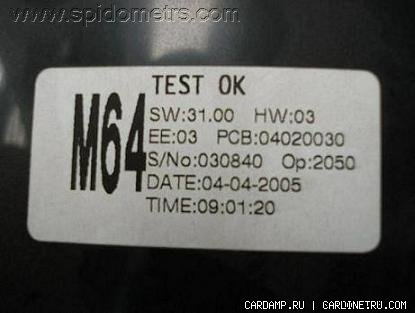 www.spidometrs.com
M64
TEST OK
SW:31.00 HW:03
EE:03 PCB:04020030
S/No:030840 Op:2050
DATE:04-04-2005
TIME:09:01:20
CARDAMP.RU || GARDINETRU.COM